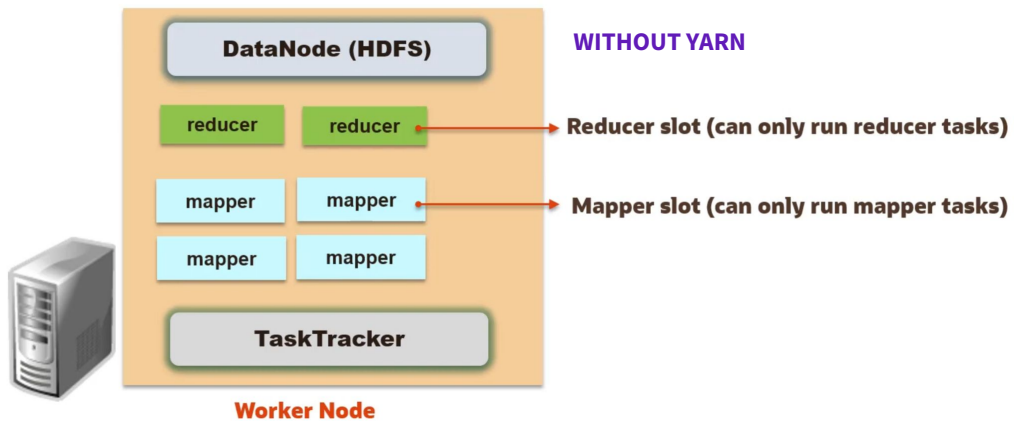 DataNode (HDFS)
WITHOUT YARN
reducer
reducer
Reducer slot (can only run reducer tasks)
mapper
mapper
Mapper slot (can only run mapper tasks)
mapper
mapper
TaskTracker
Worker Node